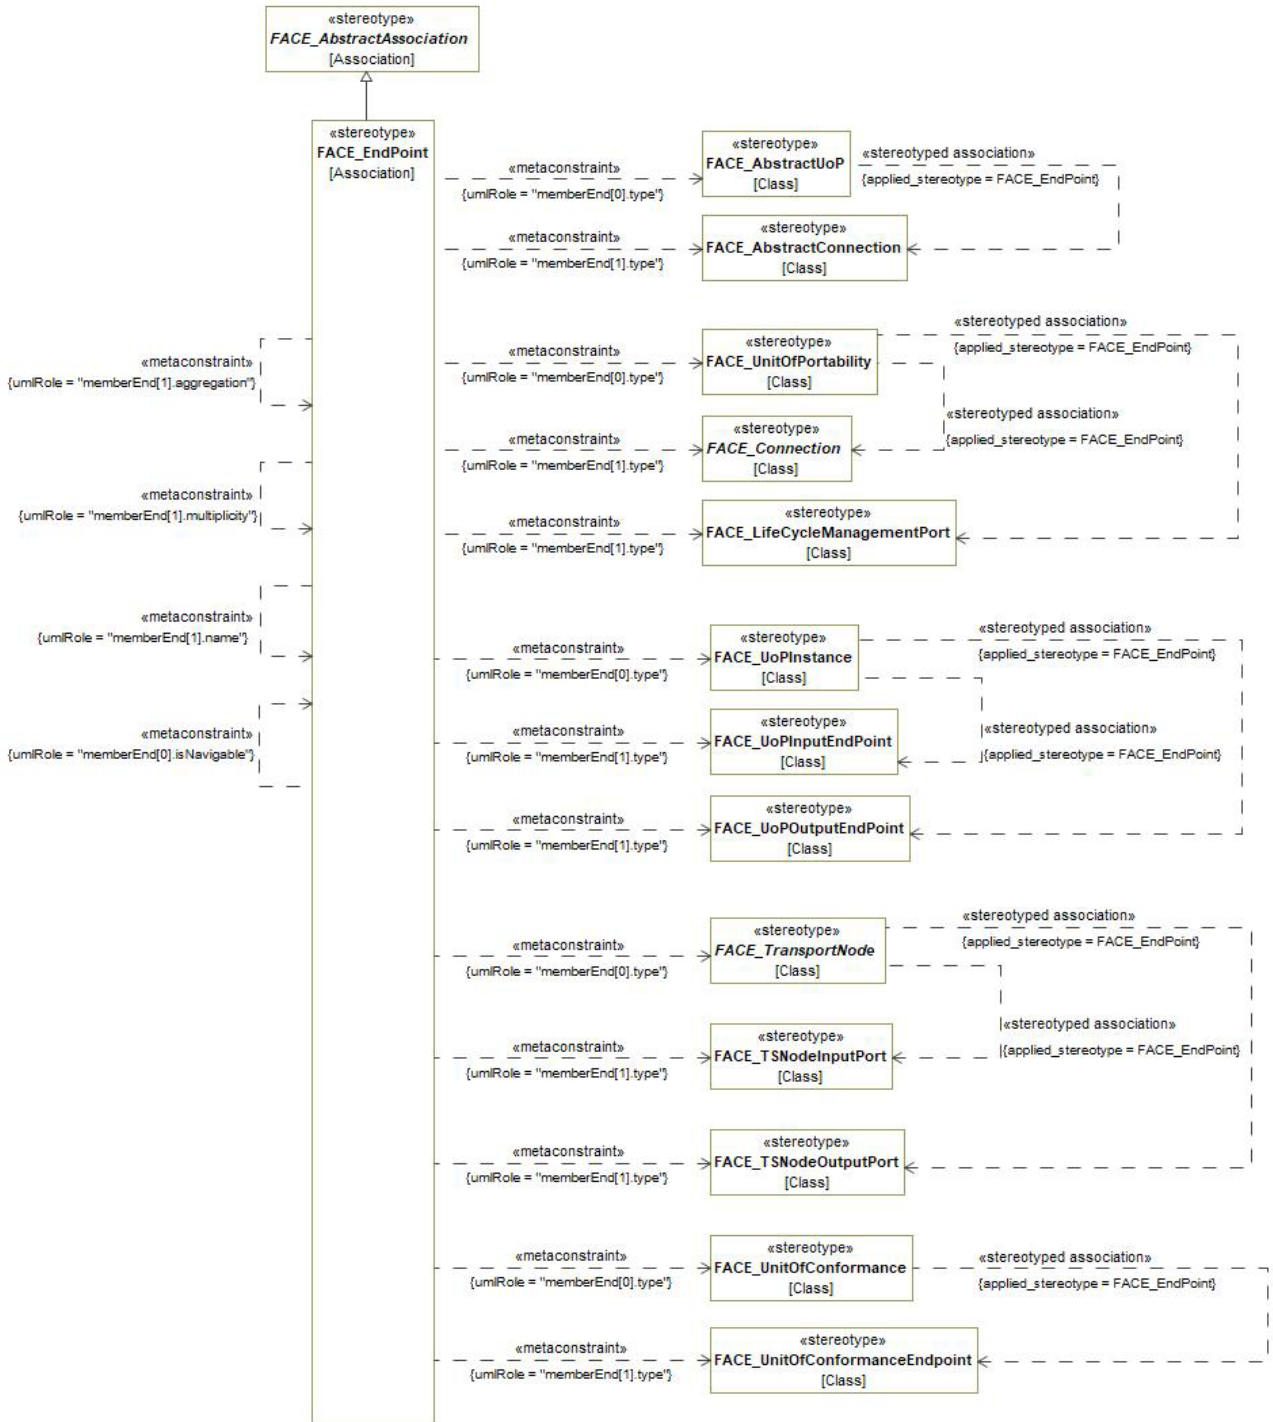 «stereotype»
FACE_AbstractAssociation
[Association]
«stereotype»
FACE_EndPoint
[Association]
«metaconstraint»
{umlRole = "memberEnd[1].aggregation"}
«metaconstraint»
{umlRole = "memberEnd[1].multiplicity"}
«metaconstraint»
{umlRole = "memberEnd[1].name"}
«metaconstraint»
{umlRole = "memberEnd[0].isNavigable"}
«metaconstraint»
{umlRole = "memberEnd[0].type"}
«stereotype»
FACE_AbstractUoP
[Class]
«stereotyped association»
{applied_stereotype = FACE_EndPoint}
«metaconstraint»
{umlRole = "memberEnd[1].type"}
«stereotype»
FACE_AbstractConnection
[Class]
«metaconstraint»
{umlRole = "memberEnd[0].type"}
«stereotype»
FACE_UnitOfPortability
[Class]
«stereotyped association»
{applied_stereotype = FACE_EndPoint}
«stereotyped association»
{applied_stereotype = FACE_EndPoint}
«metaconstraint»
{umlRole = "memberEnd[1].type"}
«stereotype»
FACE_Connection
[Class]
«metaconstraint»
{umlRole = "memberEnd[1].type"}
«stereotype»
FACE_LifeCycleManagementPort
[Class]
«metaconstraint»
{umlRole = "memberEnd[0].type"}
«stereotype»
FACE_UoPInstance
[Class]
«stereotyped association»
{applied_stereotype = FACE_EndPoint}
«stereotyped association»
{applied_stereotype = FACE_EndPoint}
«metaconstraint»
{umlRole = "memberEnd[1].type"}
«stereotype»
FACE_UoPInputEndPoint
[Class]
«metaconstraint»
{umlRole = "memberEnd[1].type"}
«stereotype»
FACE_UoPOutputEndPoint
[Class]
«metaconstraint»
{umlRole = "memberEnd[0].type"}
«stereotype»
FACE_TransportNode
[Class]
«stereotyped association»
{applied_stereotype = FACE_EndPoint}
«stereotyped association»
{applied_stereotype = FACE_EndPoint}
«metaconstraint»
{umlRole = "memberEnd[1].type"}
«stereotype»
FACE_TSNodeInputPort
[Class]
«metaconstraint»
{umlRole = "memberEnd[1].type"}
«stereotype»
FACE_TSNodeOutputPort
[Class]
«metaconstraint»
{umlRole = "memberEnd[0].type"}
«stereotype»
FACE_UnitOfConformance
[Class]
«stereotyped association»
{applied_stereotype = FACE_EndPoint}
«metaconstraint»
{umlRole = "memberEnd[1].type"}
«stereotype»
FACE_UnitOfConformanceEndpoint
[Class]